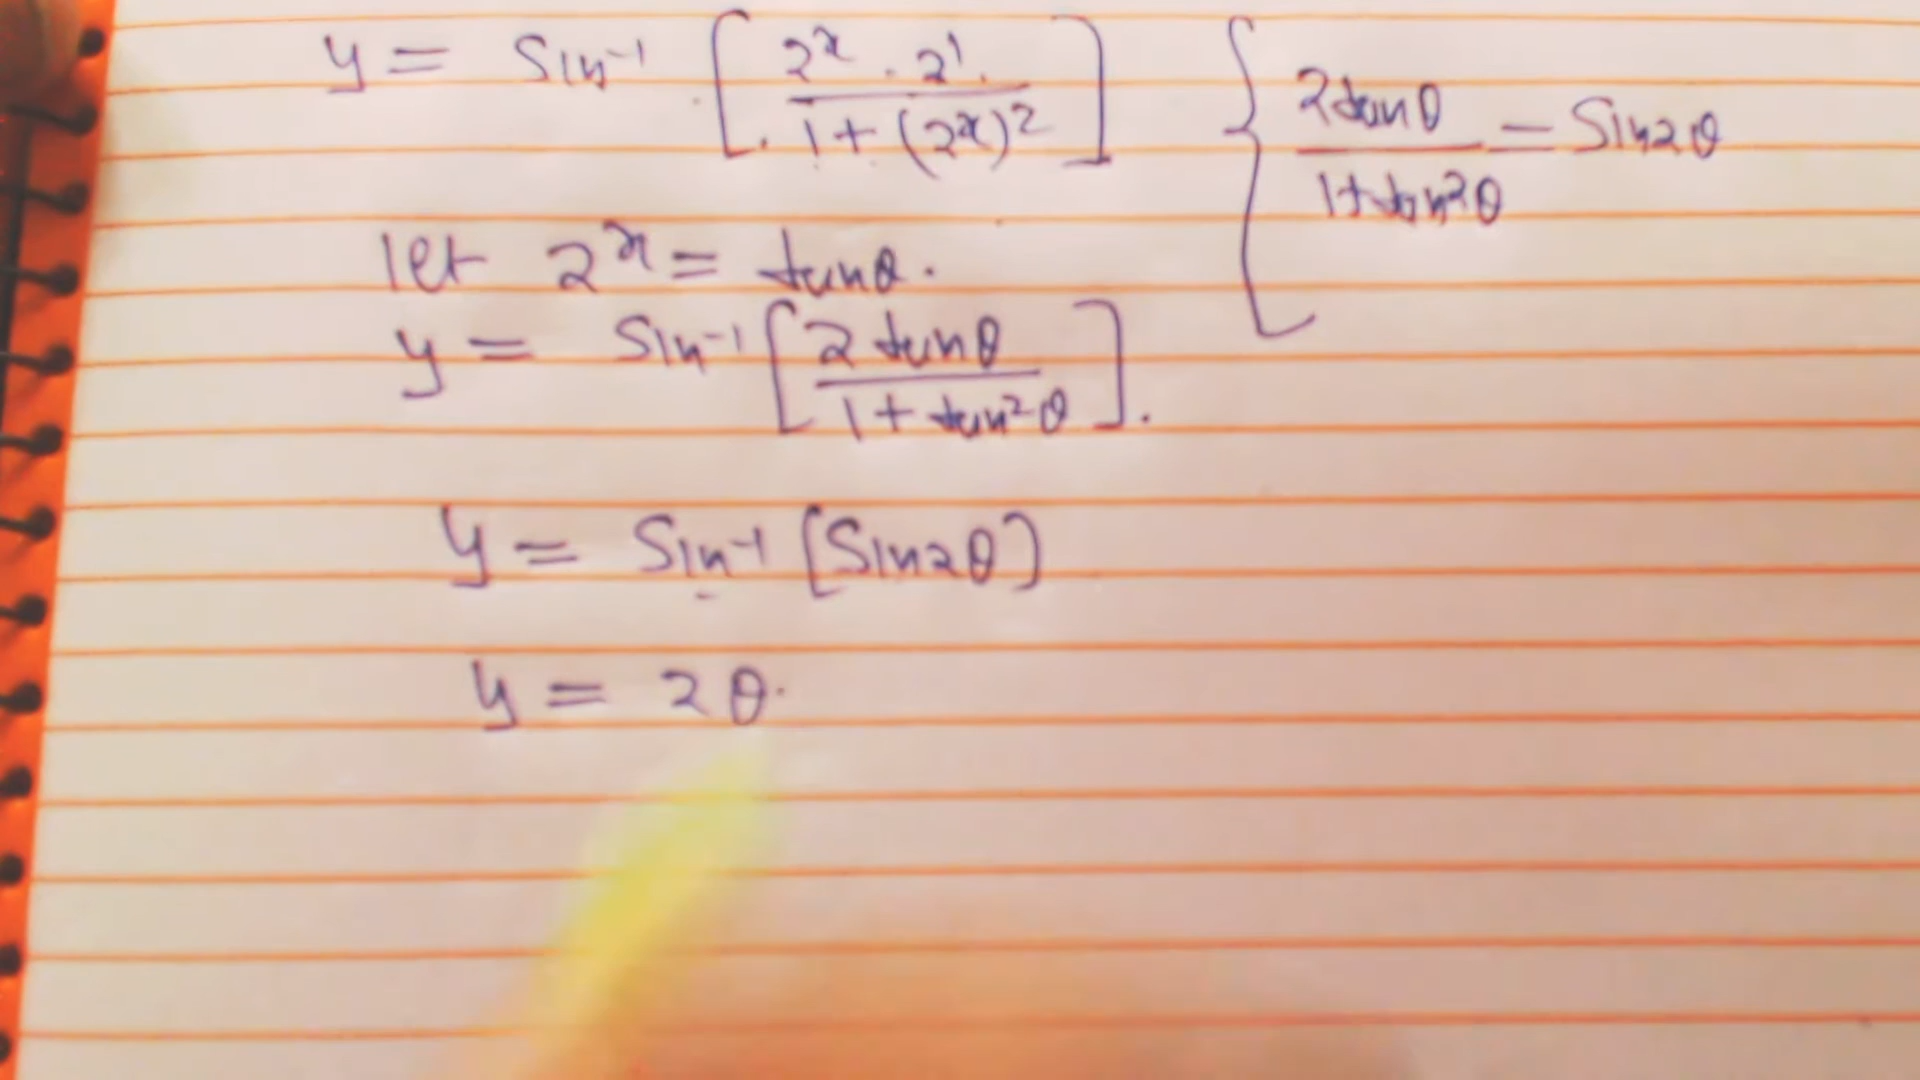 y = Sin⁻¹ [ 2ˣ · 2¹ / 1 + (2ˣ)² ]
2tanθ / 1+tan²θ = Sin2θ
let 2ˣ = tanθ.
y = Sin⁻¹ [ 2 tanθ / 1 + tan²θ ].
y = Sin⁻¹ [Sin2θ]
y = 2θ.